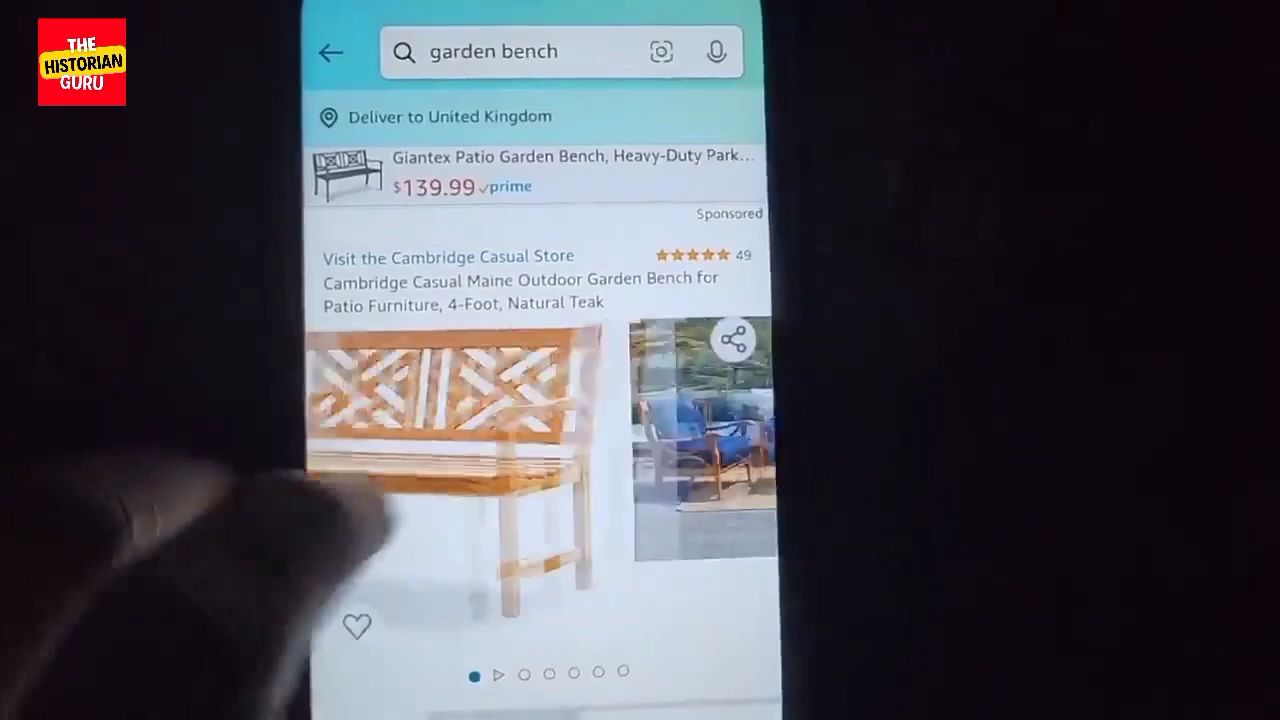 THE
HISTORIAN
GURU
garden bench
Deliver to United Kingdom
Giantex Patio Garden Bench, Heavy-Duty Park...
$139.99 prime
Sponsored
Visit the Cambridge Casual Store 49
Cambridge Casual Maine Outdoor Garden Bench for
Patio Furniture, 4-Foot, Natural Teak